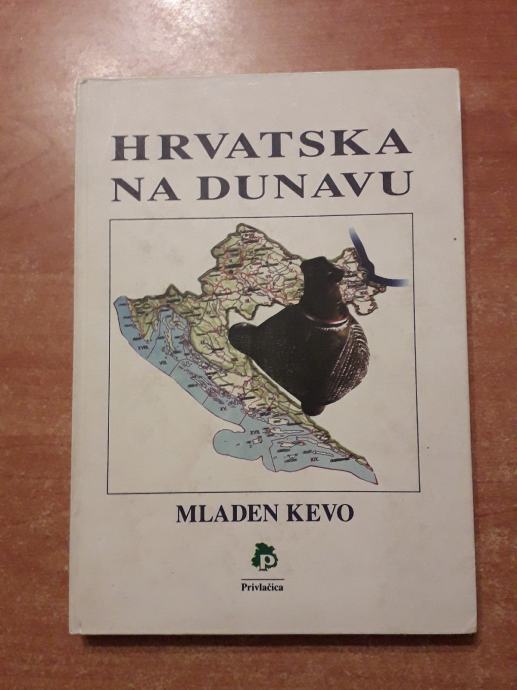 HRVATSKA
NA DUNAVU
MLADEN KEVO
p
Privlačica